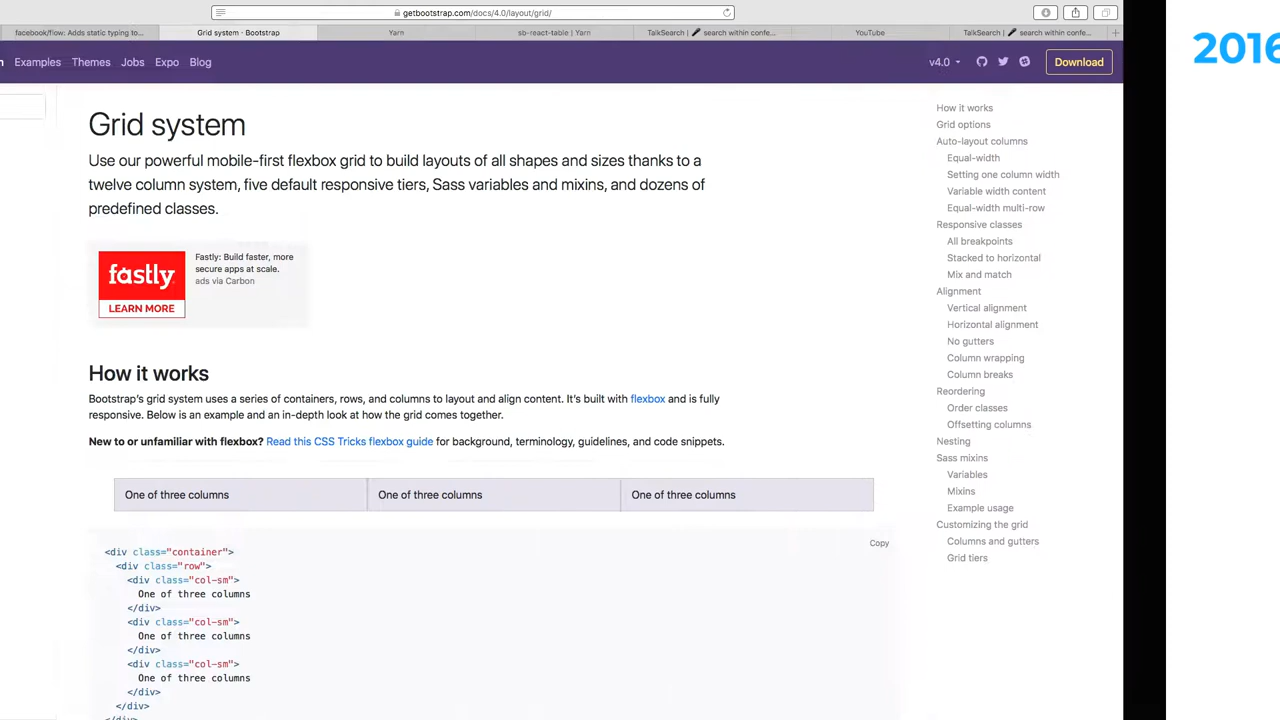 getbootstrap.com/docs/4.0/layout/grid/
facebook/flow: Adds static typing to...
Grid system · Bootstrap
Yarn
sb-react-table | Yarn
TalkSearch | 🎤 search within confe...
YouTube
TalkSearch | 🎤 search within confe...
2016
Examples
Themes
Jobs
Expo
Blog
v4.0
Download
Grid system
Use our powerful mobile-first flexbox grid to build layouts of all shapes and sizes thanks to a
twelve column system, five default responsive tiers, Sass variables and mixins, and dozens of
predefined classes.
fastly
LEARN MORE
Fastly: Build faster, more
secure apps at scale.
ads via Carbon
How it works
Bootstrap's grid system uses a series of containers, rows, and columns to layout and align content. It's built with flexbox and is fully
responsive. Below is an example and an in-depth look at how the grid comes together.
New to or unfamiliar with flexbox? Read this CSS Tricks flexbox guide for background, terminology, guidelines, and code snippets.
One of three columns
One of three columns
One of three columns
Copy
<div class="container">
<div class="row">
<div class="col-sm">
One of three columns
</div>
<div class="col-sm">
One of three columns
</div>
<div class="col-sm">
One of three columns
</div>
</div>
</div>
How it works
Grid options
Auto-layout columns
Equal-width
Setting one column width
Variable width content
Equal-width multi-row
Responsive classes
All breakpoints
Stacked to horizontal
Mix and match
Alignment
Vertical alignment
Horizontal alignment
No gutters
Column wrapping
Column breaks
Reordering
Order classes
Offsetting columns
Nesting
Sass mixins
Variables
Mixins
Example usage
Customizing the grid
Columns and gutters
Grid tiers